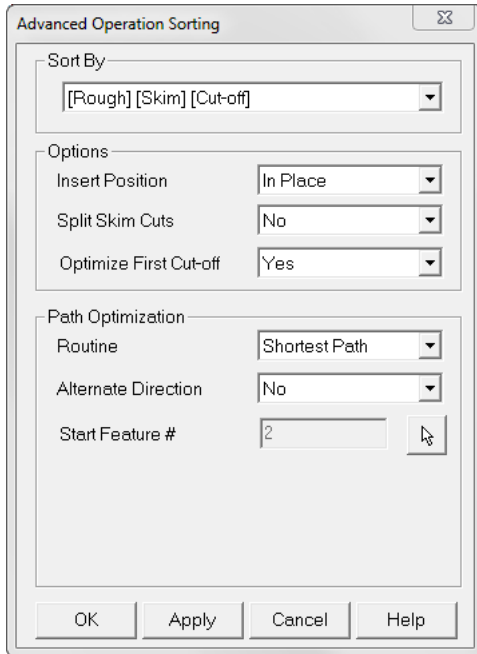 Advanced Operation Sorting
Sort By
[Rough] [Skim] [Cut-off]
Options
Insert Position In Place
Split Skim Cuts No
Optimize First Cut-off Yes
Path Optimization
Routine Shortest Path
Alternate Direction No
Start Feature # 2
OK Apply Cancel Help